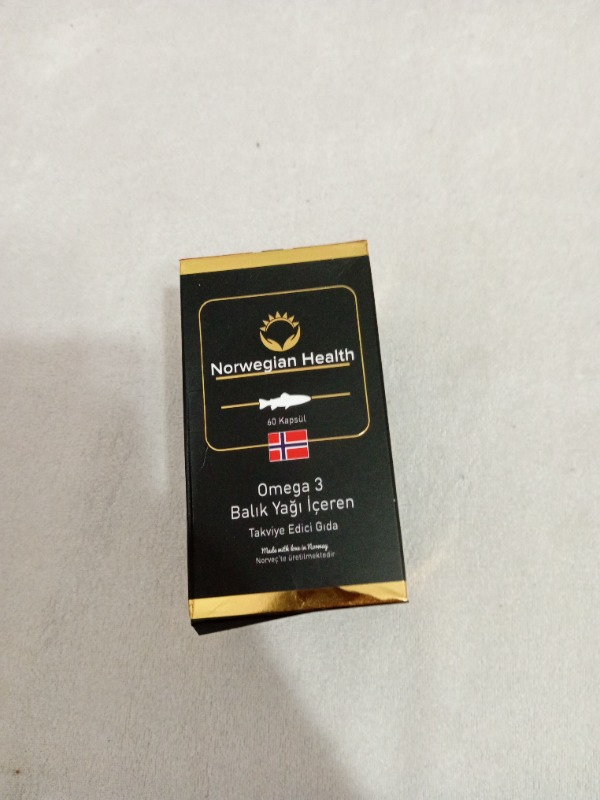 Norwegian Health
60 Kapsül
Omega 3
Balık Yağı İçeren
Takviye Edici Gıda
Made with love in Norway
Norveç'te üretilmektedir